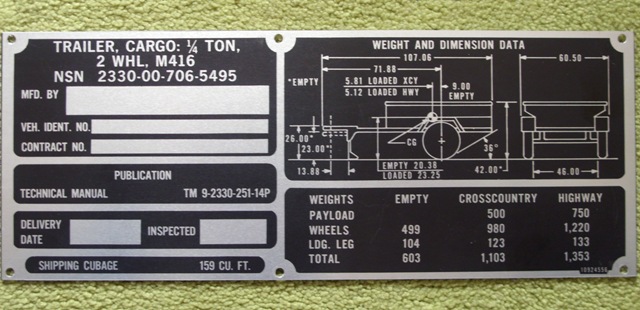 TRAILER, CARGO: ¼ TON,
2 WHL, M416
NSN 2330-00-706-5495
MFD. BY
VEH. IDENT. NO.
CONTRACT NO.
PUBLICATION
TECHNICAL MANUAL TM 9-2330-251-14P
DELIVERY DATE
INSPECTED
SHIPPING CUBAGE 159 CU. FT.
WEIGHT AND DIMENSION DATA
107.06
71.88
*EMPTY
5.81 LOADED XCY
5.12 LOADED HWY
9.00
EMPTY
60.50
26.00*
23.00*
13.88
CG
36°
EMPTY 20.38
LOADED 23.25
42.00*
46.00
WEIGHTS EMPTY CROSSCOUNTRY HIGHWAY
PAYLOAD 500 750
WHEELS 499 980 1,220
LDG. LEG 104 123 133
TOTAL 603 1,103 1,353